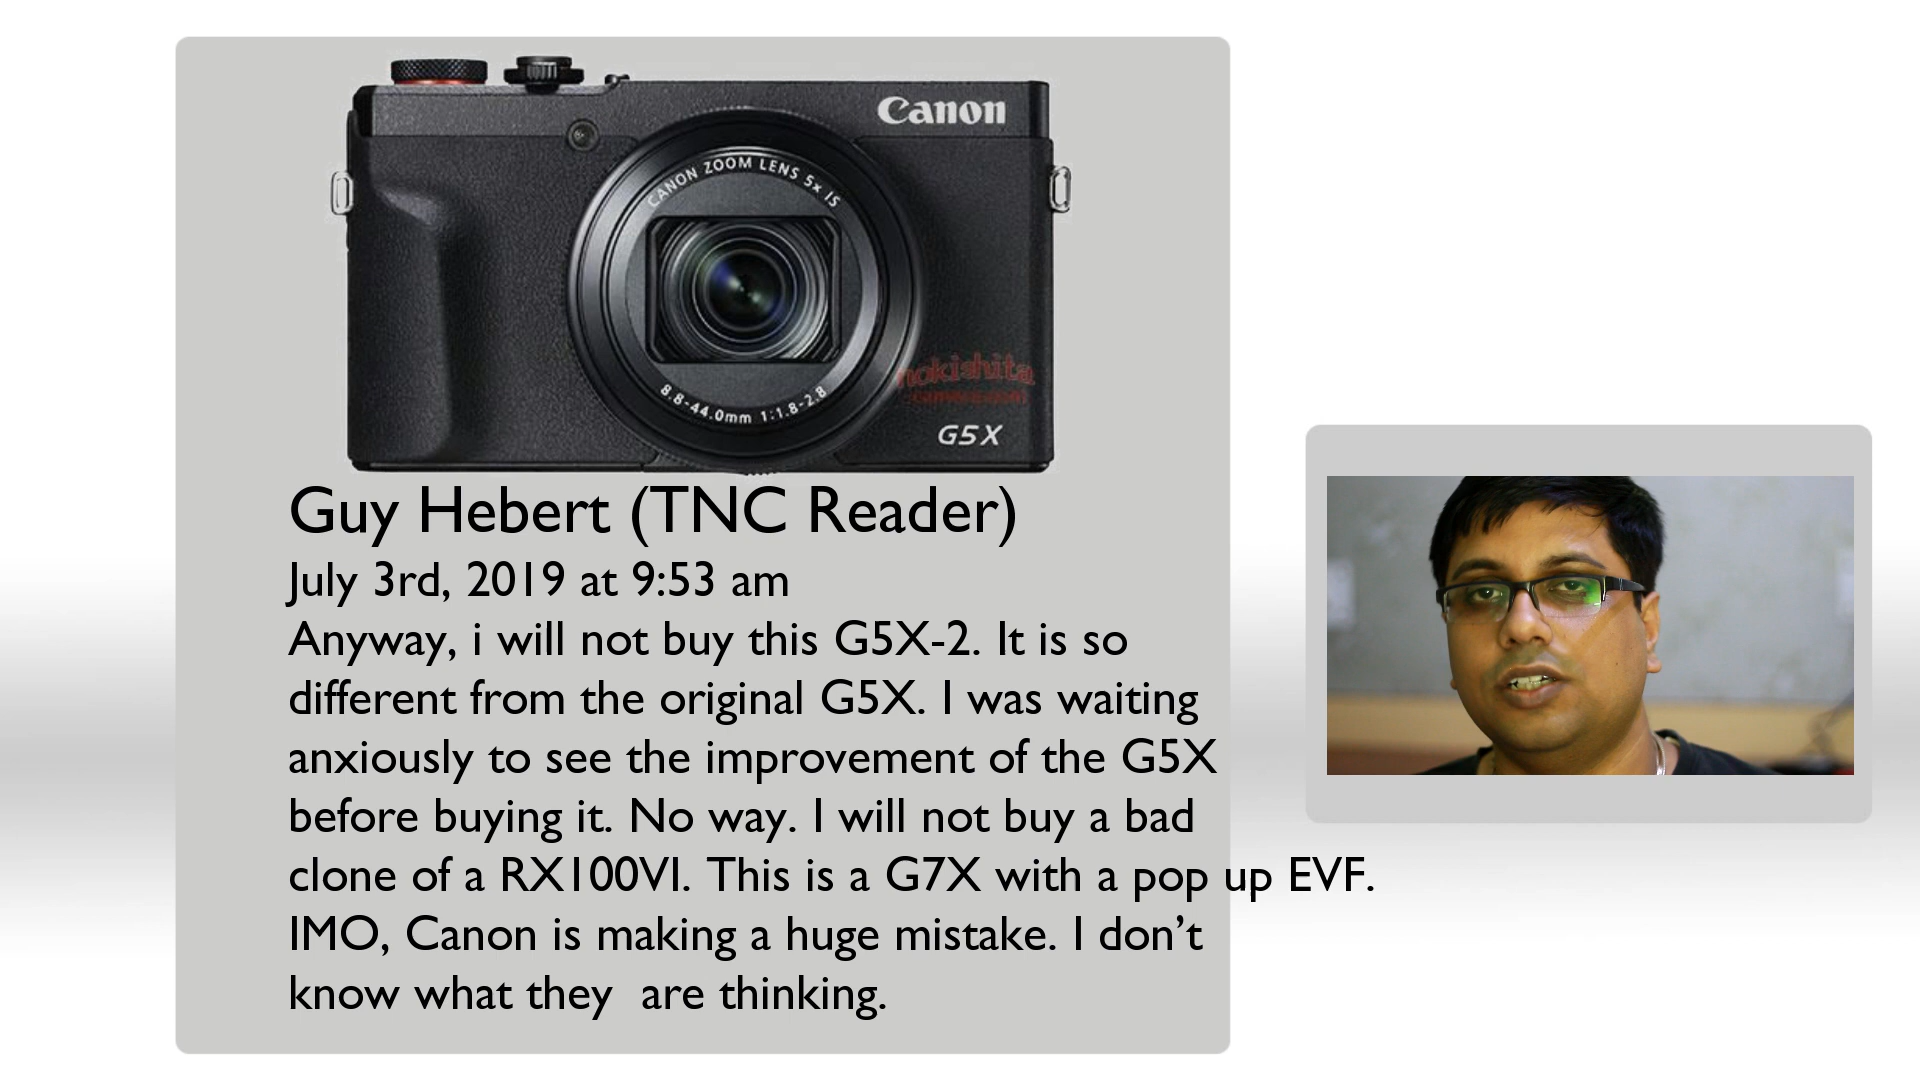 Canon
CANON ZOOM LENS 5x IS
nokishita
camera.com
8.8-44.0mm 1:1.8-2.8
G5X
Guy Hebert (TNC Reader)
July 3rd, 2019 at 9:53 am
Anyway, i will not buy this G5X-2. It is so
different from the original G5X. I was waiting
anxiously to see the improvement of the G5X
before buying it. No way. I will not buy a bad
clone of a RX100VI. This is a G7X with a pop up EVF.
IMO, Canon is making a huge mistake. I don’t
know what they  are thinking.